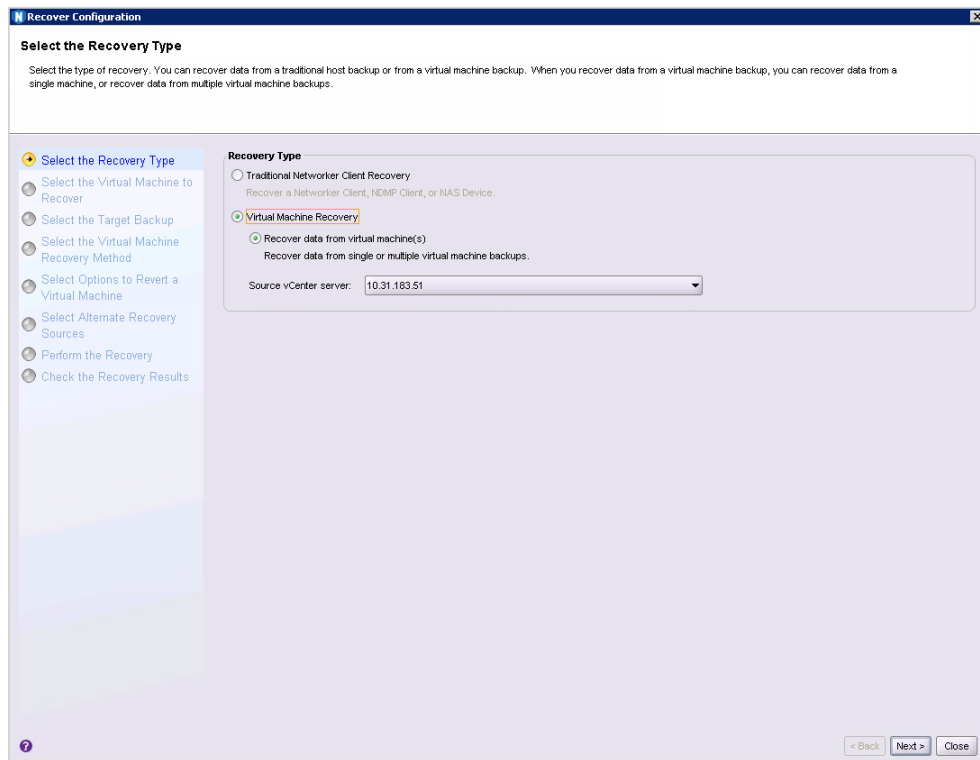 N Recover Configuration
Select the Recovery Type
Select the type of recovery. You can recover data from a traditional host backup or from a virtual machine backup. When you recover data from a virtual machine backup, you can recover data from a
single machine, or recover data from multiple virtual machine backups.
Select the Recovery Type
Select the Virtual Machine to
Recover
Select the Target Backup
Select the Virtual Machine
Recovery Method
Select Options to Revert a
Virtual Machine
Select Alternate Recovery
Sources
Perform the Recovery
Check the Recovery Results
Recovery Type
Traditional Networker Client Recovery
Recover a Networker Client, NDMP Client, or NAS Device.
Virtual Machine Recovery
Recover data from virtual machine(s)
Recover data from single or multiple virtual machine backups.
Source vCenter server: 10.31.183.51
?
< Back Next > Close